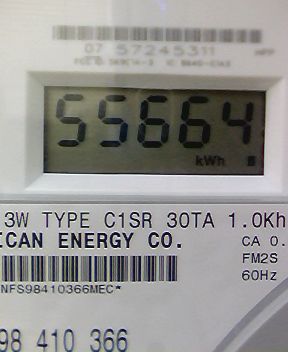 07 57245311
55664
kWh
3W TYPE C1SR 30TA 1.0Kh
ICAN ENERGY CO.
CA 0.
FM2S
60Hz
NFS98410366MEC*
98 410 366